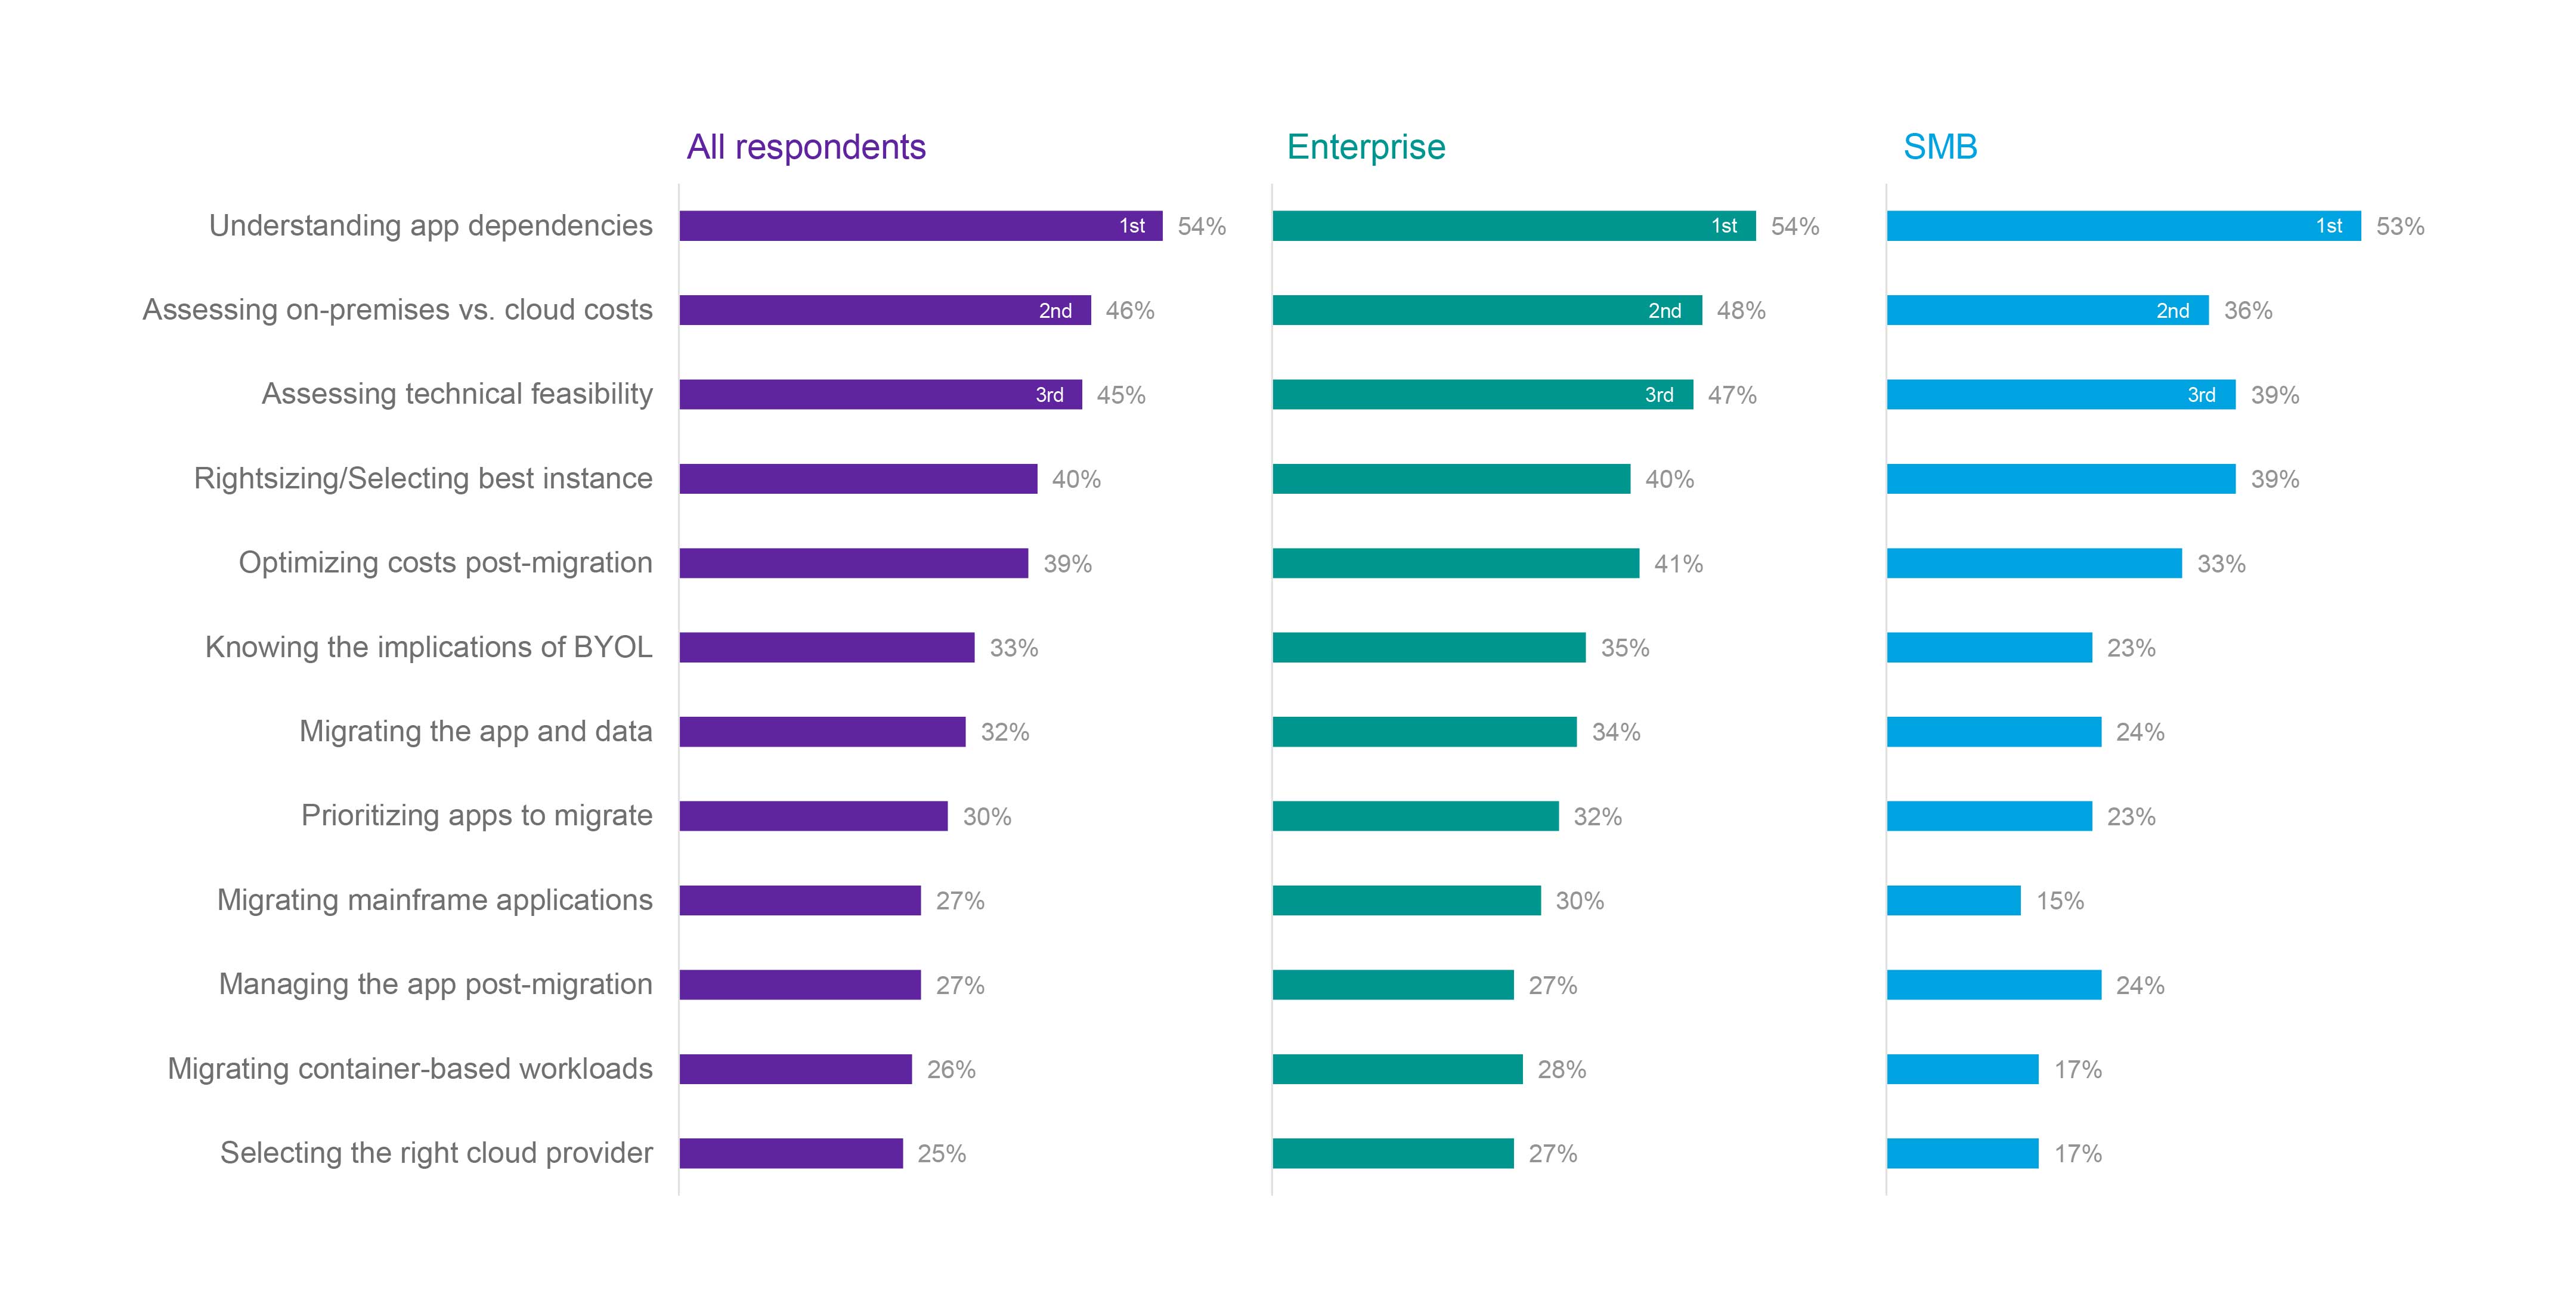 All respondents Enterprise SMB
Understanding app dependencies 1st 54% 1st 54% 1st 53%
Assessing on-premises vs. cloud costs 2nd 46% 2nd 48% 2nd 36%
Assessing technical feasibility 3rd 45% 3rd 47% 3rd 39%
Rightsizing/Selecting best instance 40% 40% 39%
Optimizing costs post-migration 39% 41% 33%
Knowing the implications of BYOL 33% 35% 23%
Migrating the app and data 32% 34% 24%
Prioritizing apps to migrate 30% 32% 23%
Migrating mainframe applications 27% 30% 15%
Managing the app post-migration 27% 27% 24%
Migrating container-based workloads 26% 28% 17%
Selecting the right cloud provider 25% 27% 17%